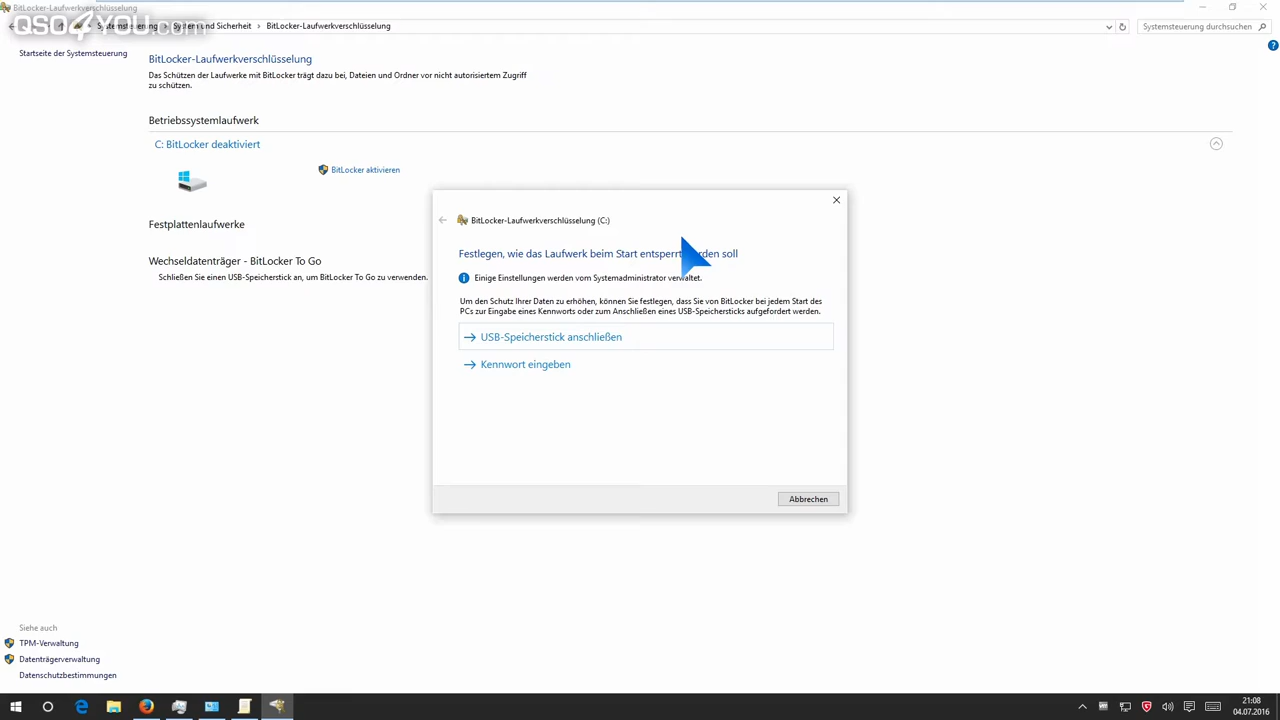 BitLocker-Laufwerkverschlüsselung
QSO4YOU.com
Systemsteuerung > System und Sicherheit > BitLocker-Laufwerkverschlüsselung
Systemsteuerung durchsuchen
Startseite der Systemsteuerung
BitLocker-Laufwerkverschlüsselung
Das Schützen der Laufwerke mit BitLocker trägt dazu bei, Dateien und Ordner vor nicht autorisiertem Zugriff
zu schützen.
Betriebssystemlaufwerk
C: BitLocker deaktiviert
BitLocker aktivieren
Festplattenlaufwerke
Wechseldatenträger - BitLocker To Go
Schließen Sie einen USB-Speicherstick an, um BitLocker To Go zu verwenden.
BitLocker-Laufwerkverschlüsselung (C:)
Festlegen, wie das Laufwerk beim Start entsperrt werden soll
Einige Einstellungen werden vom Systemadministrator verwaltet.
Um den Schutz Ihrer Daten zu erhöhen, können Sie festlegen, dass Sie von BitLocker bei jedem Start des
PCs zur Eingabe eines Kennworts oder zum Anschließen eines USB-Speichersticks aufgefordert werden.
USB-Speicherstick anschließen
Kennwort eingeben
Abbrechen
Siehe auch
TPM-Verwaltung
Datenträgerverwaltung
Datenschutzbestimmungen
21:08
04.07.2016